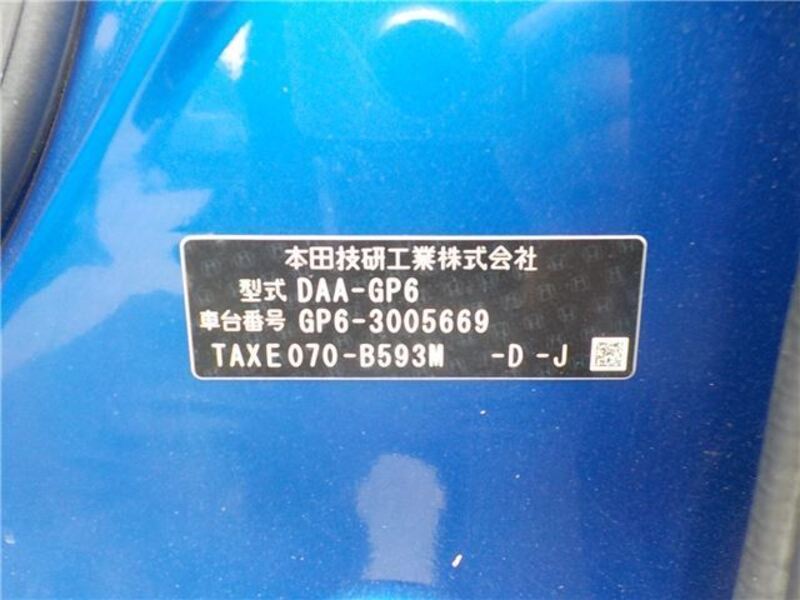 本田技研工業株式会社
型式 DAA-GP6
車台番号 GP6-3005669
TAXE070-B593M -D -J